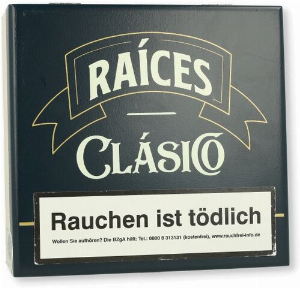 RAÍCES
CLÁSICO
Rauchen ist tödlich
Wollen Sie aufhören? Die BZgA hilft: Tel.: 0800 8 313131 (kostenfrei), www.rauchfrei-info.de